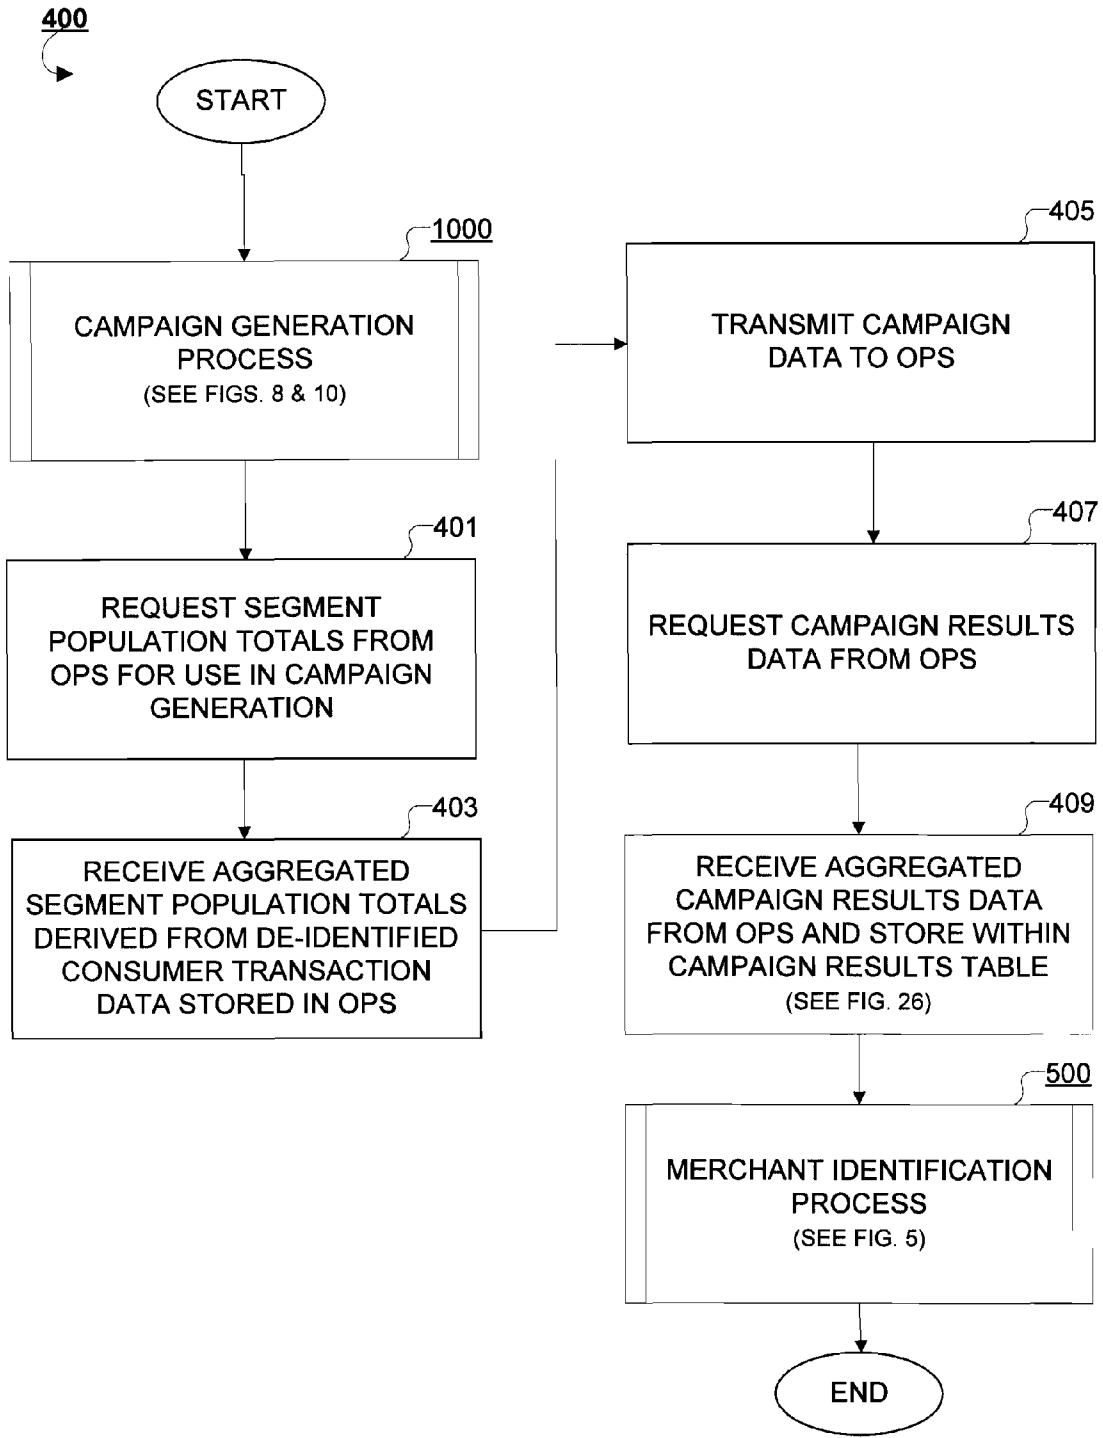 400
START
1000
CAMPAIGN GENERATION
PROCESS
(SEE FIGS. 8 & 10)
401
REQUEST SEGMENT
POPULATION TOTALS FROM
OPS FOR USE IN CAMPAIGN
GENERATION
403
RECEIVE AGGREGATED
SEGMENT POPULATION TOTALS
DERIVED FROM DE-IDENTIFIED
CONSUMER TRANSACTION
DATA STORED IN OPS
405
TRANSMIT CAMPAIGN
DATA TO OPS
407
REQUEST CAMPAIGN RESULTS
DATA FROM OPS
409
RECEIVE AGGREGATED
CAMPAIGN RESULTS DATA
FROM OPS AND STORE WITHIN
CAMPAIGN RESULTS TABLE
(SEE FIG. 26)
500
MERCHANT IDENTIFICATION
PROCESS
(SEE FIG. 5)
END